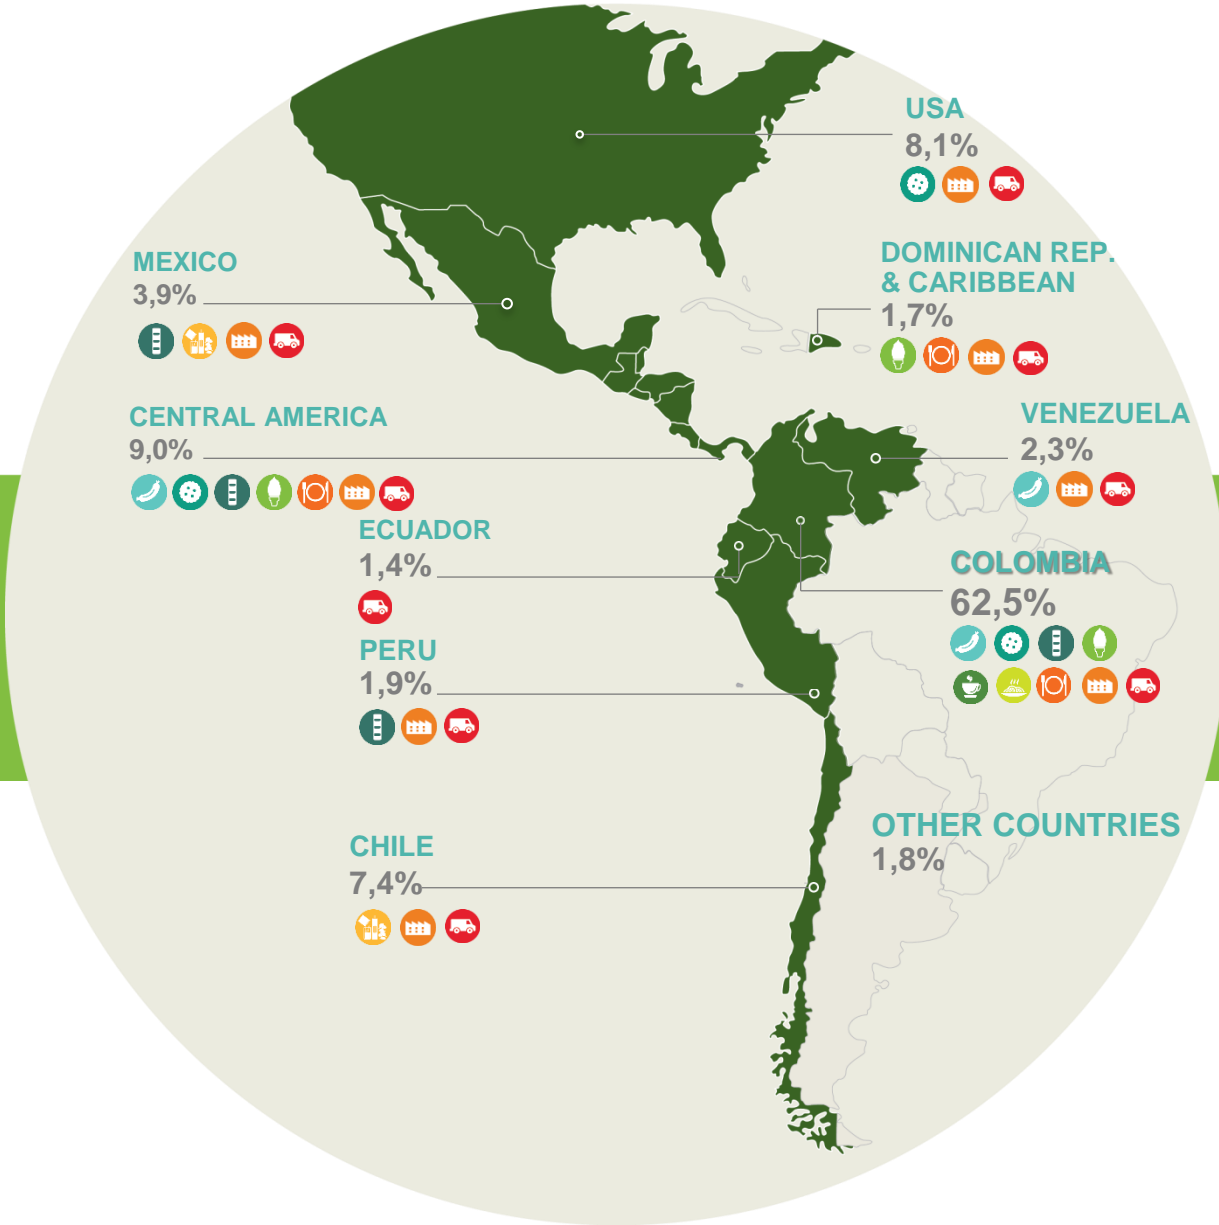 USA
8,1%
MEXICO
3,9%
DOMINICAN REP.
& CARIBBEAN
1,7%
CENTRAL AMERICA
9,0%
VENEZUELA
2,3%
ECUADOR
1,4%
COLOMBIA
62,5%
PERU
1,9%
OTHER COUNTRIES
1,8%
CHILE
7,4%